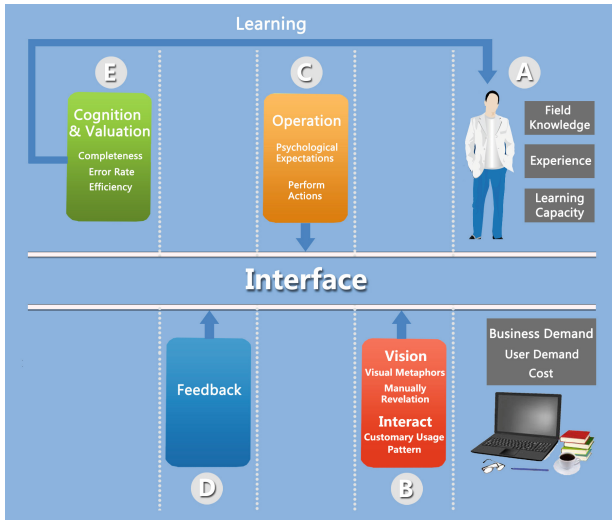 Learning
E
C
A
Cognition
& Valuation
Completeness
Error Rate
Efficiency
Operation
Psychological
Expectations
Perform
Actions
Field
Knowledge
Experience
Learning
Capacity
Interface
Feedback
D
Vision
Visual Metaphors
Manually
Revelation
Interact
Customary Usage
Pattern
B
Business Demand
User Demand
Cost